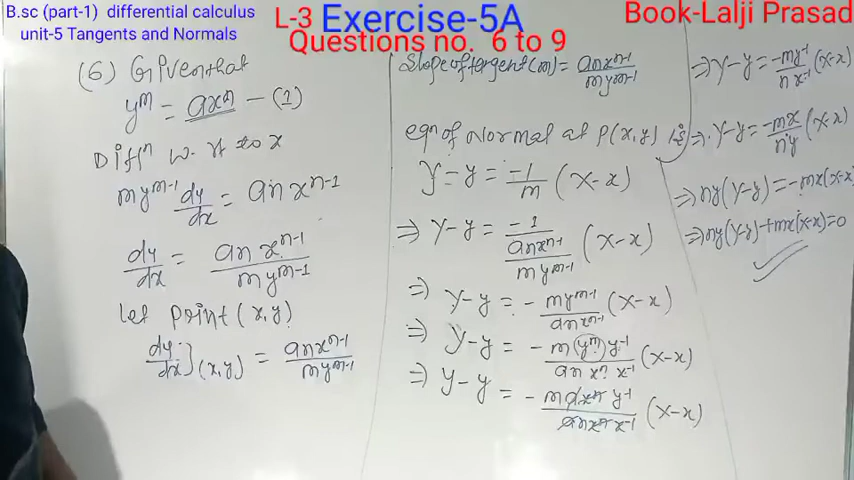 B.sc (part-1) differential calculus
unit-5 Tangents and Normals
L-3 Exercise-5A
Questions no. 6 to 9
Book-Lalji Prasad
(6) Given that
y^m = ax^n - (1)
Diff^n w. r to x
my^{m-1} dy/dx = anx^{n-1}
dy/dx = anx^{n-1}/my^{m-1}
let point (x,y)
dy/dx](x,y) = anx^{n-1}/my^{m-1}
Slope of tangent (m) = anx^{n-1}/my^{m-1}
eqn of Normal at P(x,y) is
Y-y = -1/m (X-x)
⇒ Y-y = -1/(anx^{n-1}/my^{m-1}) (X-x)
⇒ Y-y = - my^{m-1}/anx^{n-1} (X-x)
⇒ Y-y = - m(y^m)y^{-1}/an x^n x^{-1} (X-x)
⇒ Y-y = - m ax^n y^{-1}/anx^n x^{-1} (X-x)
⇒ Y-y = -my^{-1}/nx^{-1} (X-x)
⇒ Y-y = -mx/ny (X-x)
⇒ ny(Y-y) = -mx(X-x)
⇒ ny(Y-y)+mx(X-x)=0